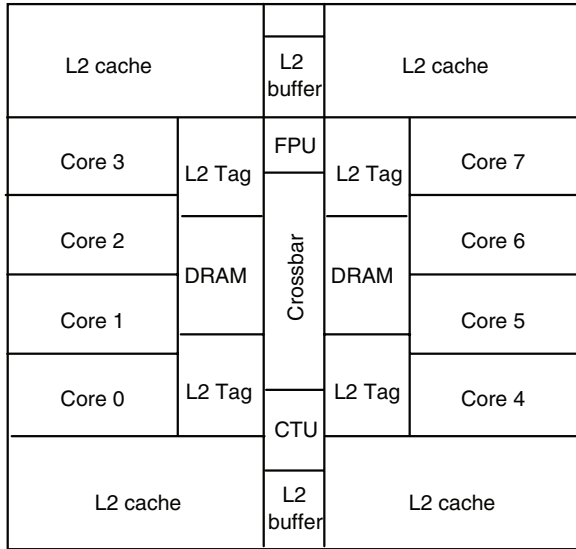 L2 cache
L2
buffer
L2 cache
Core 3
L2 Tag
FPU
L2 Tag
Core 7
Core 2
DRAM
Crossbar
DRAM
Core 6
Core 1
Core 5
Core 0
L2 Tag
L2 Tag
Core 4
CTU
L2 cache
L2
buffer
L2 cache